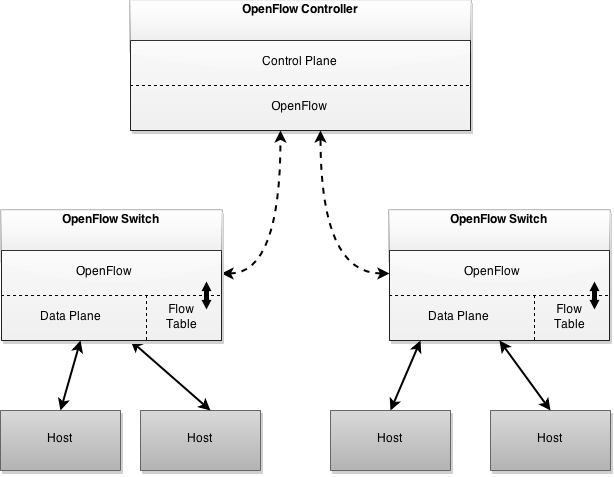 OpenFlow Controller
Control Plane
OpenFlow
OpenFlow Switch
OpenFlow
Data Plane
Flow
Table
OpenFlow Switch
OpenFlow
Data Plane
Flow
Table
Host
Host
Host
Host